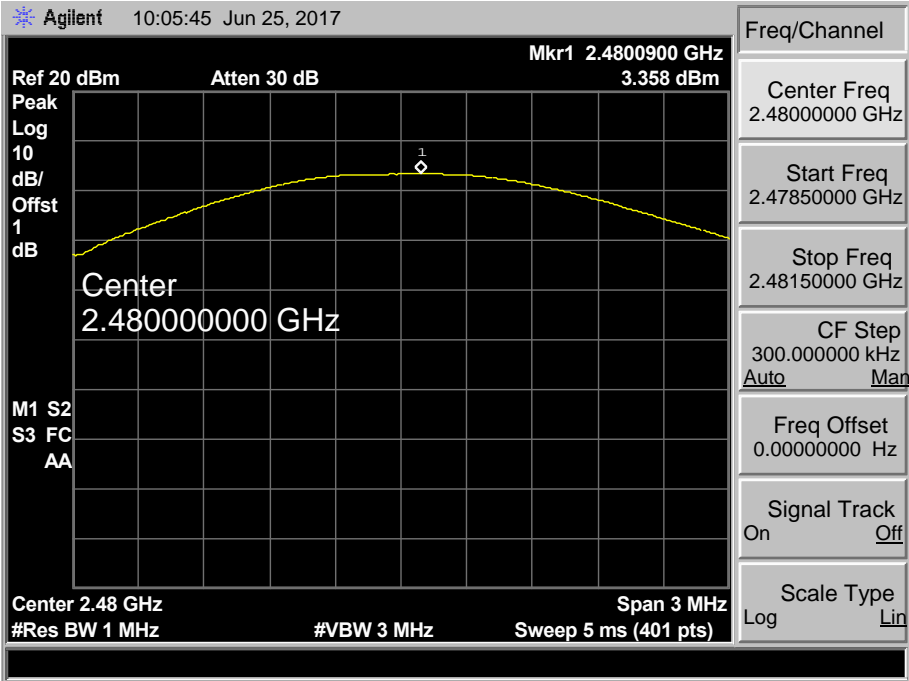 Agilent 10:05:45 Jun 25, 2017
Mkr1 2.4800900 GHz
Ref 20 dBm Atten 30 dB 3.358 dBm
Peak
Log
10
dB/
Offst
1
dB
1
Center
2.480000000 GHz
M1 S2
S3 FC
AA
Center 2.48 GHz Span 3 MHz
#Res BW 1 MHz #VBW 3 MHz Sweep 5 ms (401 pts)
Freq/Channel
Center Freq
2.48000000 GHz
Start Freq
2.47850000 GHz
Stop Freq
2.48150000 GHz
CF Step
300.000000 kHz
Auto Man
Freq Offset
0.00000000 Hz
Signal Track
On Off
Scale Type
Log Lin